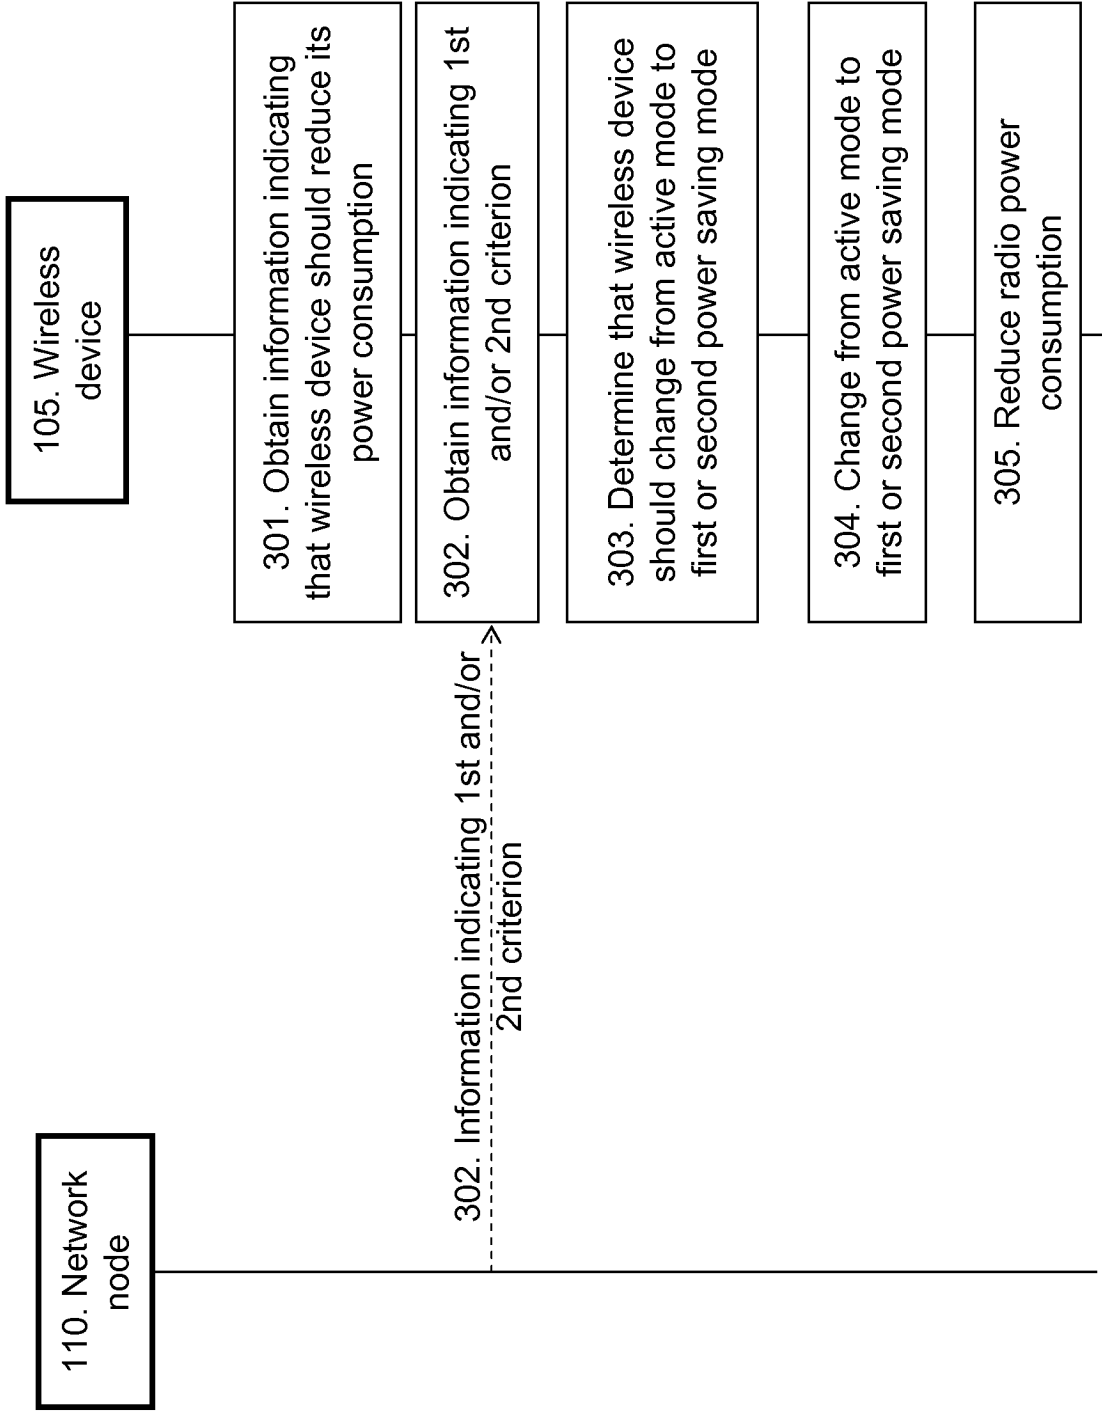 110. Network
node
105. Wireless
device
301. Obtain information indicating
that wireless device should reduce its
power consumption
302. Information indicating 1st and/or
2nd criterion
302. Obtain information indicating 1st
and/or 2nd criterion
303. Determine that wireless device
should change from active mode to
first or second power saving mode
304. Change from active mode to
first or second power saving mode
305. Reduce radio power
consumption